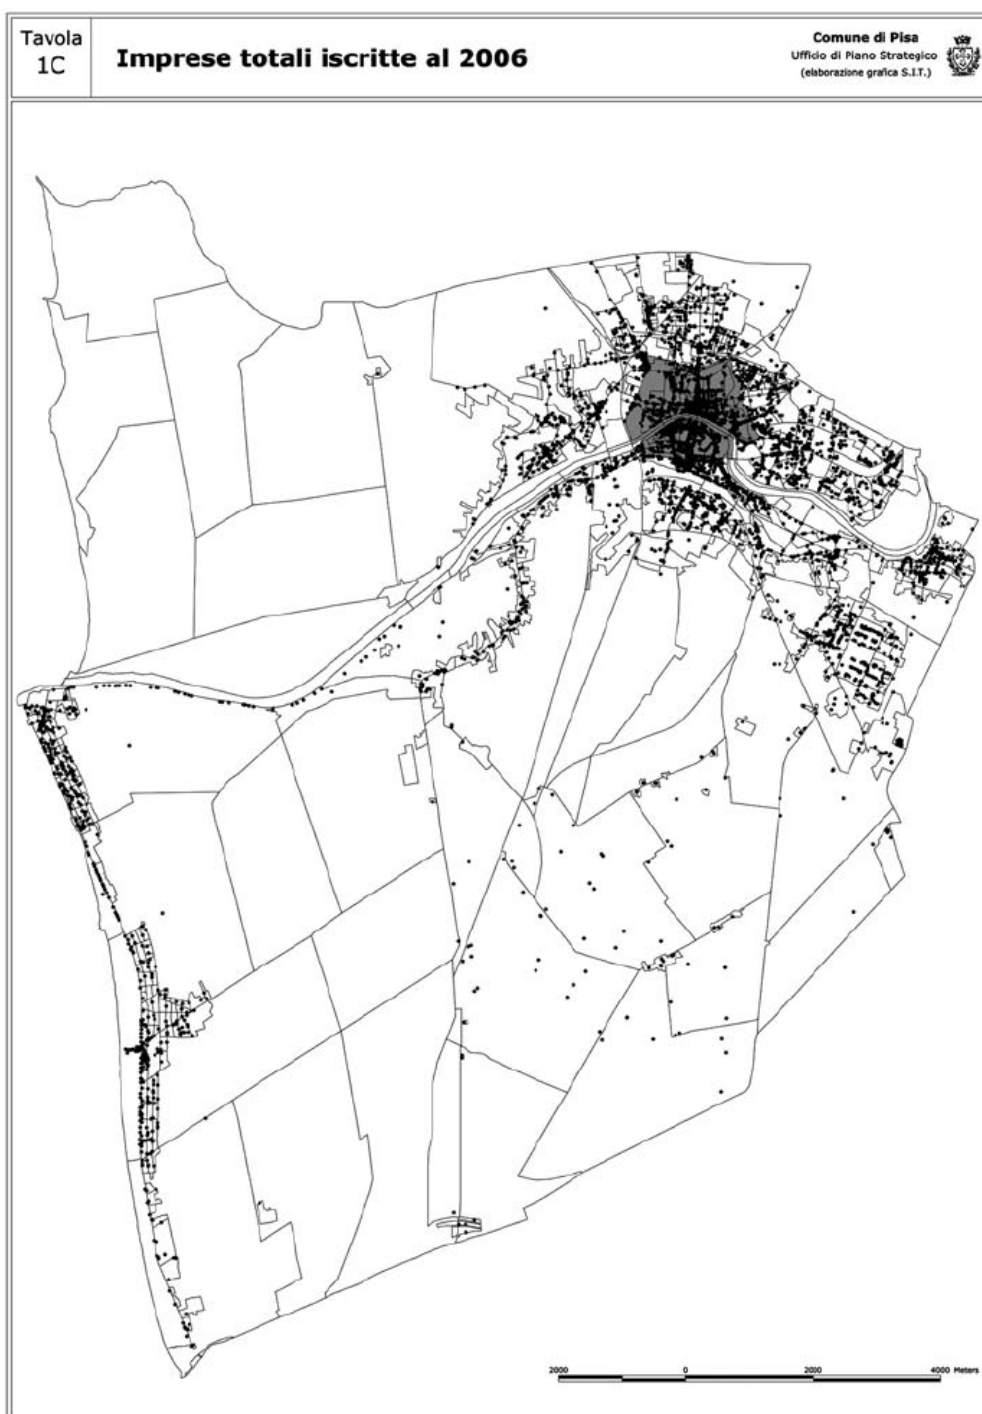 Tavola
1C
Imprese totali iscritte al 2006
Comune di Pisa
Ufficio di Piano Strategico
(elaborazione grafica S.I.T.)
2000 0 2000 4000 Meters